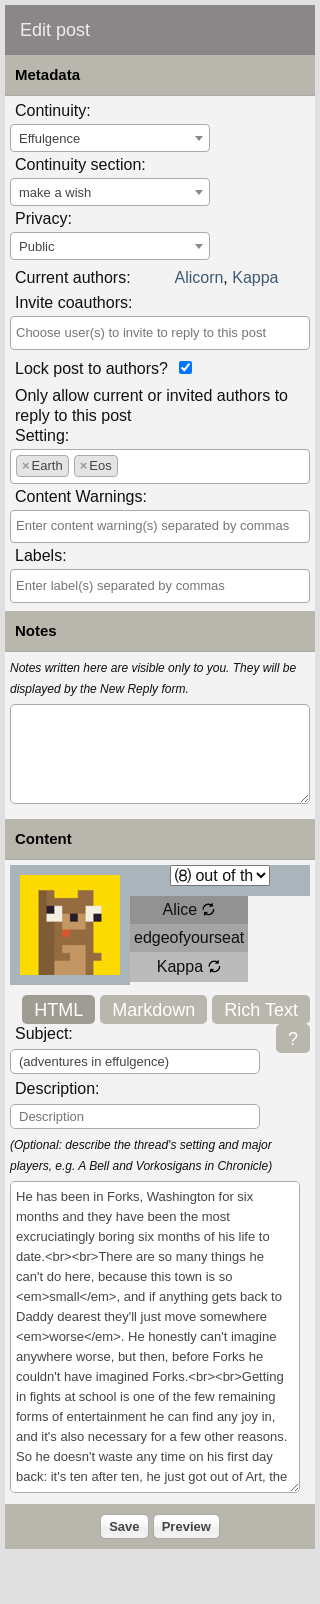 Edit post
Metadata
Continuity:
Effulgence
Continuity section:
make a wish
Privacy:
Public
Current authors: Alicorn, Kappa
Invite coauthors:
Choose user(s) to invite to reply to this post
Lock post to authors?
Only allow current or invited authors to
reply to this post
Setting:
×Earth ×Eos
Content Warnings:
Enter content warning(s) separated by commas
Labels:
Enter label(s) separated by commas
Notes
Notes written here are visible only to you. They will be
displayed by the New Reply form.
Content
(8) out of th
Alice
edgeofyourseat
Kappa
HTML Markdown Rich Text
?
Subject:
(adventures in effulgence)
Description:
Description
(Optional: describe the thread's setting and major
players, e.g. A Bell and Vorkosigans in Chronicle)
He has been in Forks, Washington for six
months and they have been the most
excruciatingly boring six months of his life to
date.<br><br>There are so many things he
can't do here, because this town is so
<em>small</em>, and if anything gets back to
Daddy dearest they'll just move somewhere
<em>worse</em>. He honestly can't imagine
anywhere worse, but then, before Forks he
couldn't have imagined Forks.<br><br>Getting
in fights at school is one of the few remaining
forms of entertainment he can find any joy in,
and it's also necessary for a few other reasons.
So he doesn't waste any time on his first day
back: it's ten after ten, he just got out of Art, the
Save Preview